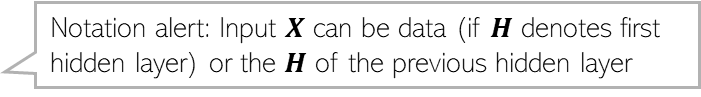 Notation alert: Input X can be data (if H denotes first
hidden layer) or the H of the previous hidden layer